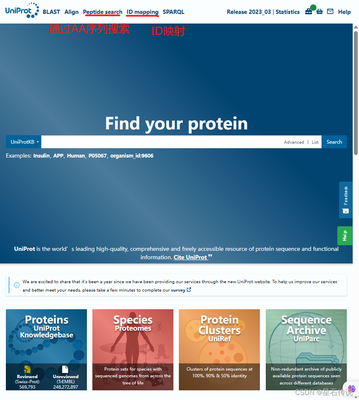 UniProt BLAST Align Peptide search ID mapping SPARQL Release 2023_03 | Statistics Help
通过AA序列搜索 ID映射
Find your protein
UniProtKB Advanced | List Search
Examples: Insulin, APP, Human, P05067, organism_id:9606
Feedback
Help
UniProt is the world's leading high-quality, comprehensive and freely accessible resource of protein sequence and functional
information. Cite UniProt
We are excited to share that it's been a year since we have been providing our services through the new UniProt website. To help us improve our services
and better meet your needs, please take a few minutes to complete our survey
Proteins
UniProt
Knowledgebase
Reviewed
(Swiss-Prot)
569,793
Unreviewed
(TrEMBL)
248,272,897
Species
Proteomes
Protein sets for species with
sequenced genomes from across the
tree of life
Protein
Clusters
UniRef
Clusters of protein sequences at
100%, 90% & 50% identity
Sequence
Archive
UniParc
Non-redundant archive of publicly
available protein sequences seen
across different databases